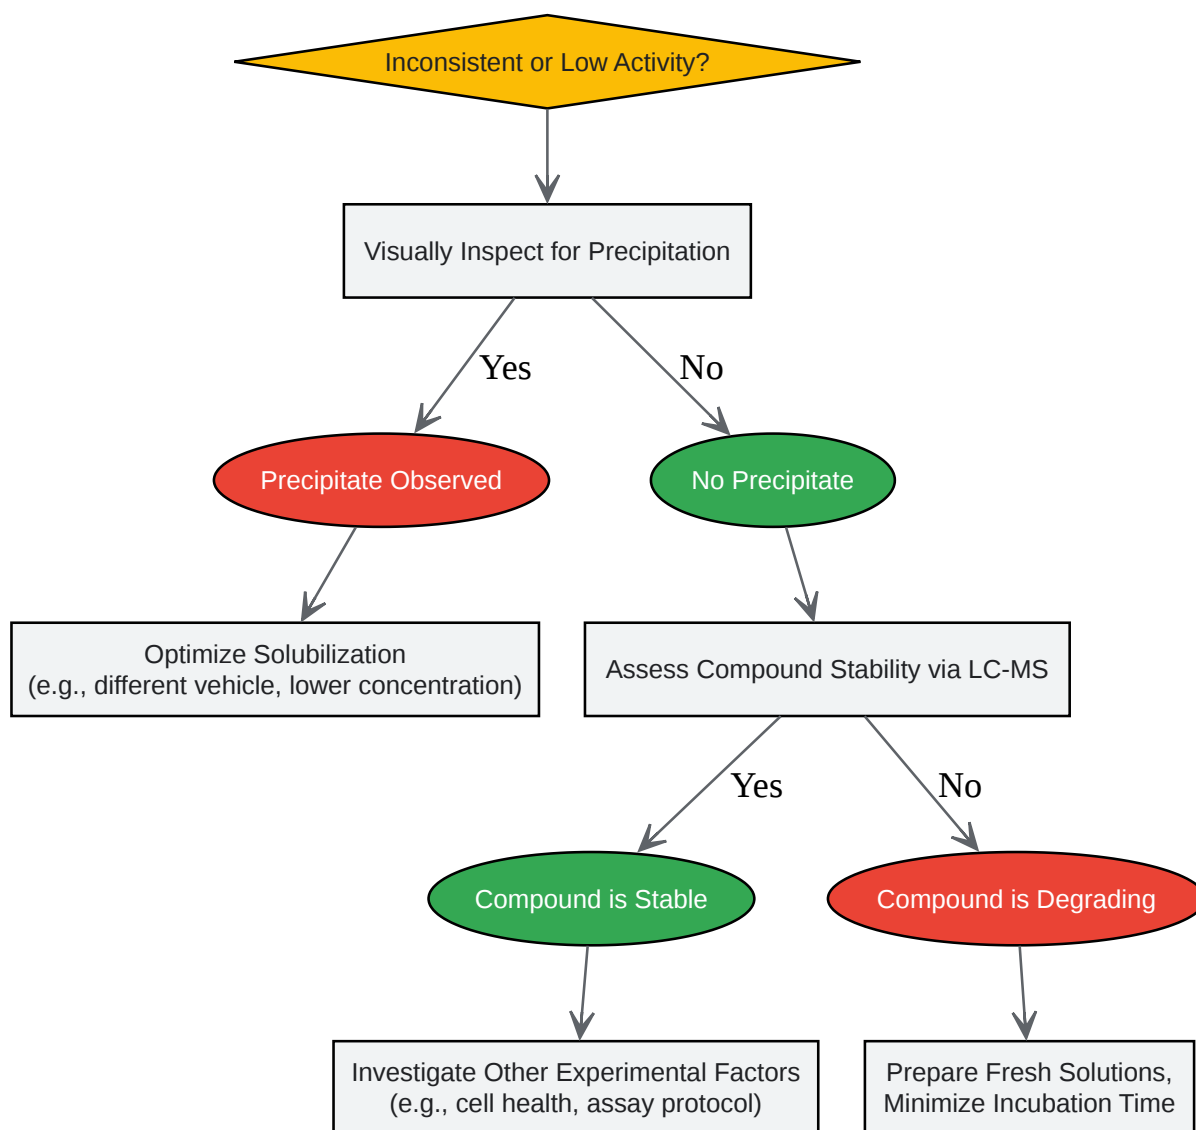 Inconsistent or Low Activity?
Visually Inspect for Precipitation
Yes
No
Precipitate Observed
No Precipitate
Optimize Solubilization
(e.g., different vehicle, lower concentration)
Assess Compound Stability via LC-MS
Yes
No
Compound is Stable
Compound is Degrading
Investigate Other Experimental Factors
(e.g., cell health, assay protocol)
Prepare Fresh Solutions,
Minimize Incubation Time